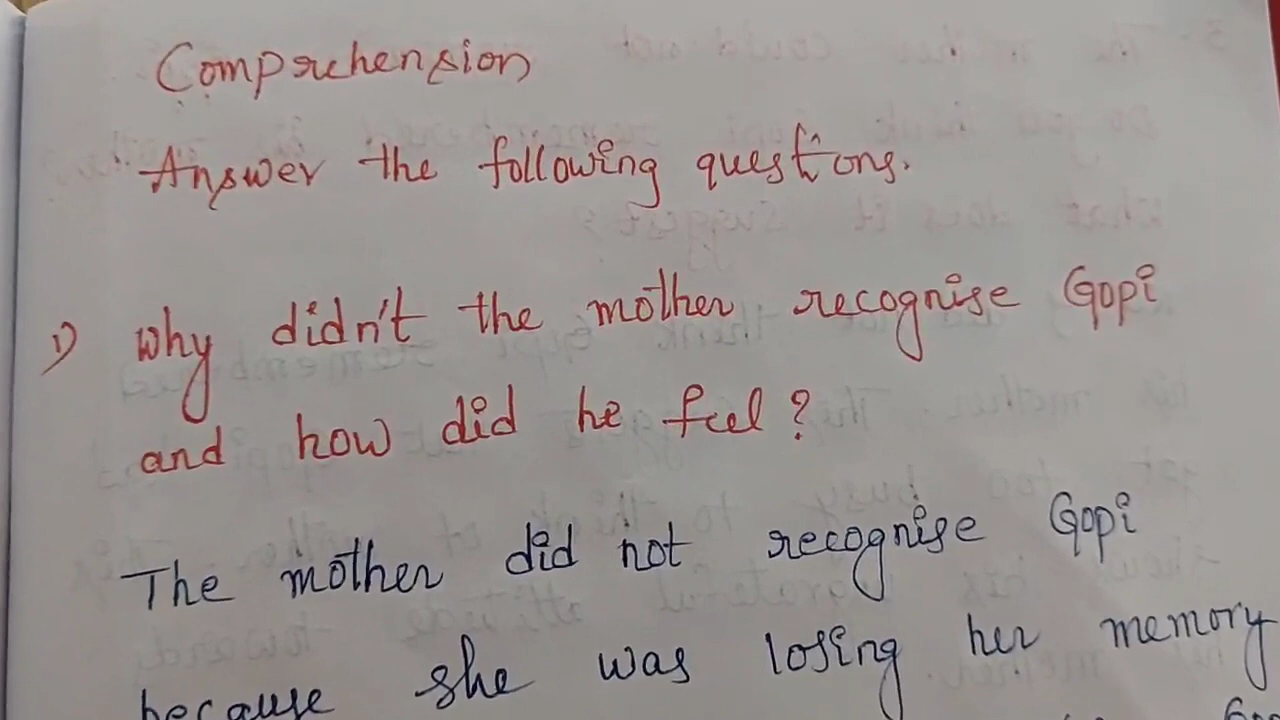 Comprehension
Answer the following questions.
1) Why didn't the mother recognise Gopi
and how did he feel?
The mother did not recognise Gopi
because she was losing her memory